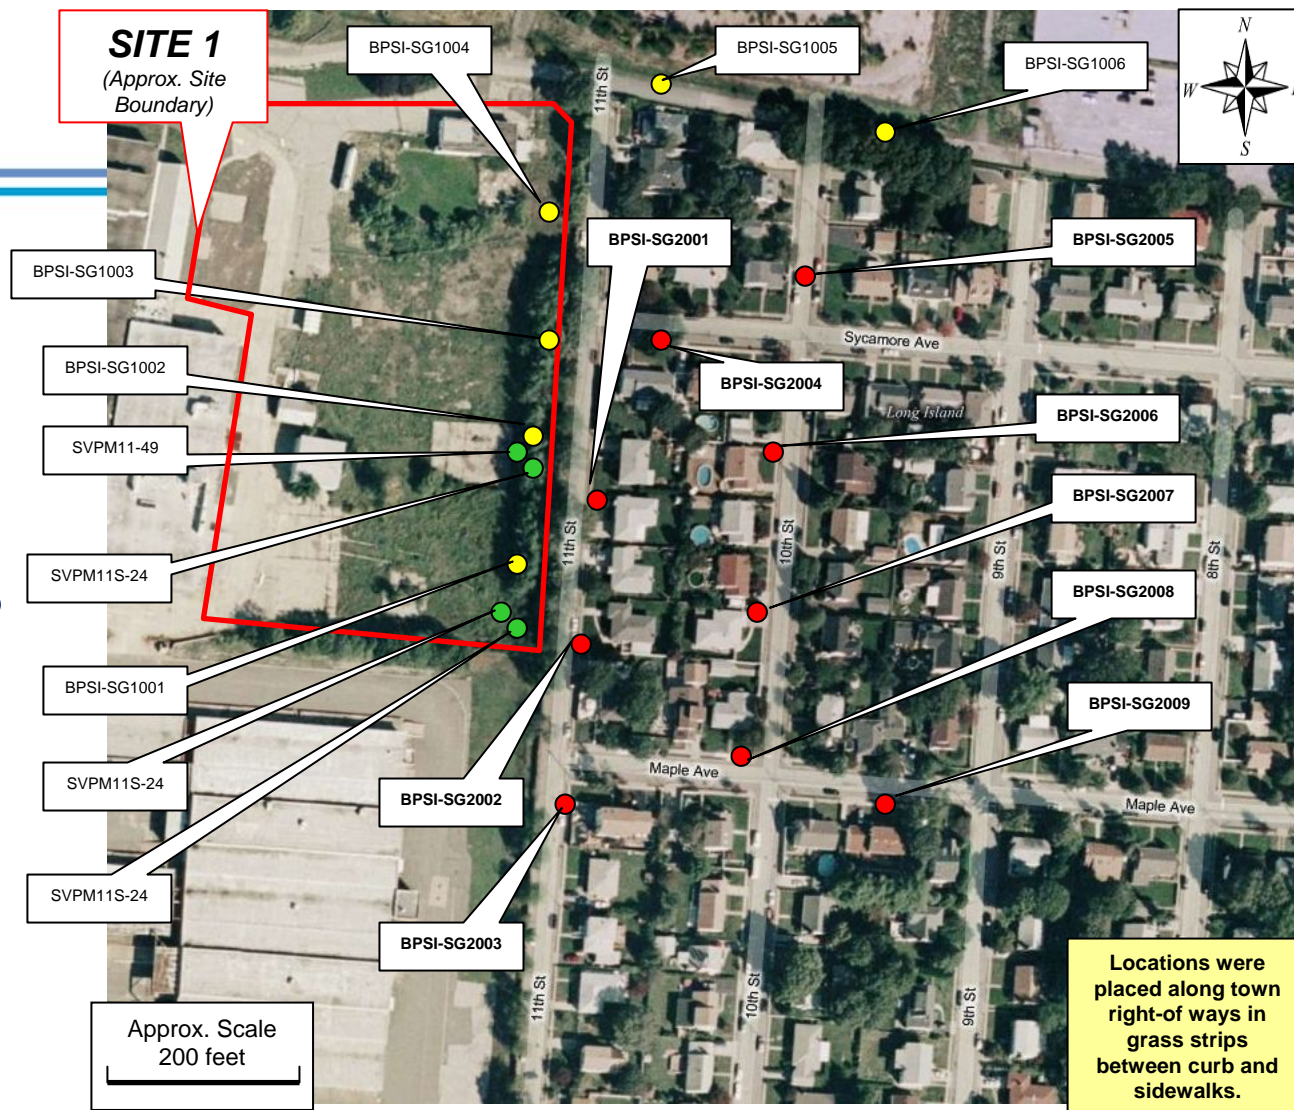 SITE 1
(Approx. Site
Boundary)
BPSI-SG1004
BPSI-SG1005
BPSI-SG1006
N
W
S
11th St
BPSI-SG2001
BPSI-SG2005
BPSI-SG1003
Sycamore Ave
BPSI-SG1002
BPSI-SG2004
Long Island
BPSI-SG2006
SVPM11-49
BPSI-SG2007
11th St
10th St
9th St
8th St
SVPM11S-24
BPSI-SG2008
BPSI-SG1001
BPSI-SG2009
SVPM11S-24
Maple Ave
BPSI-SG2002
Maple Ave
SVPM11S-24
BPSI-SG2003
11th St
10th St
9th St
Approx. Scale
200 feet
Locations were
placed along town
right-of ways in
grass strips
between curb and
sidewalks.